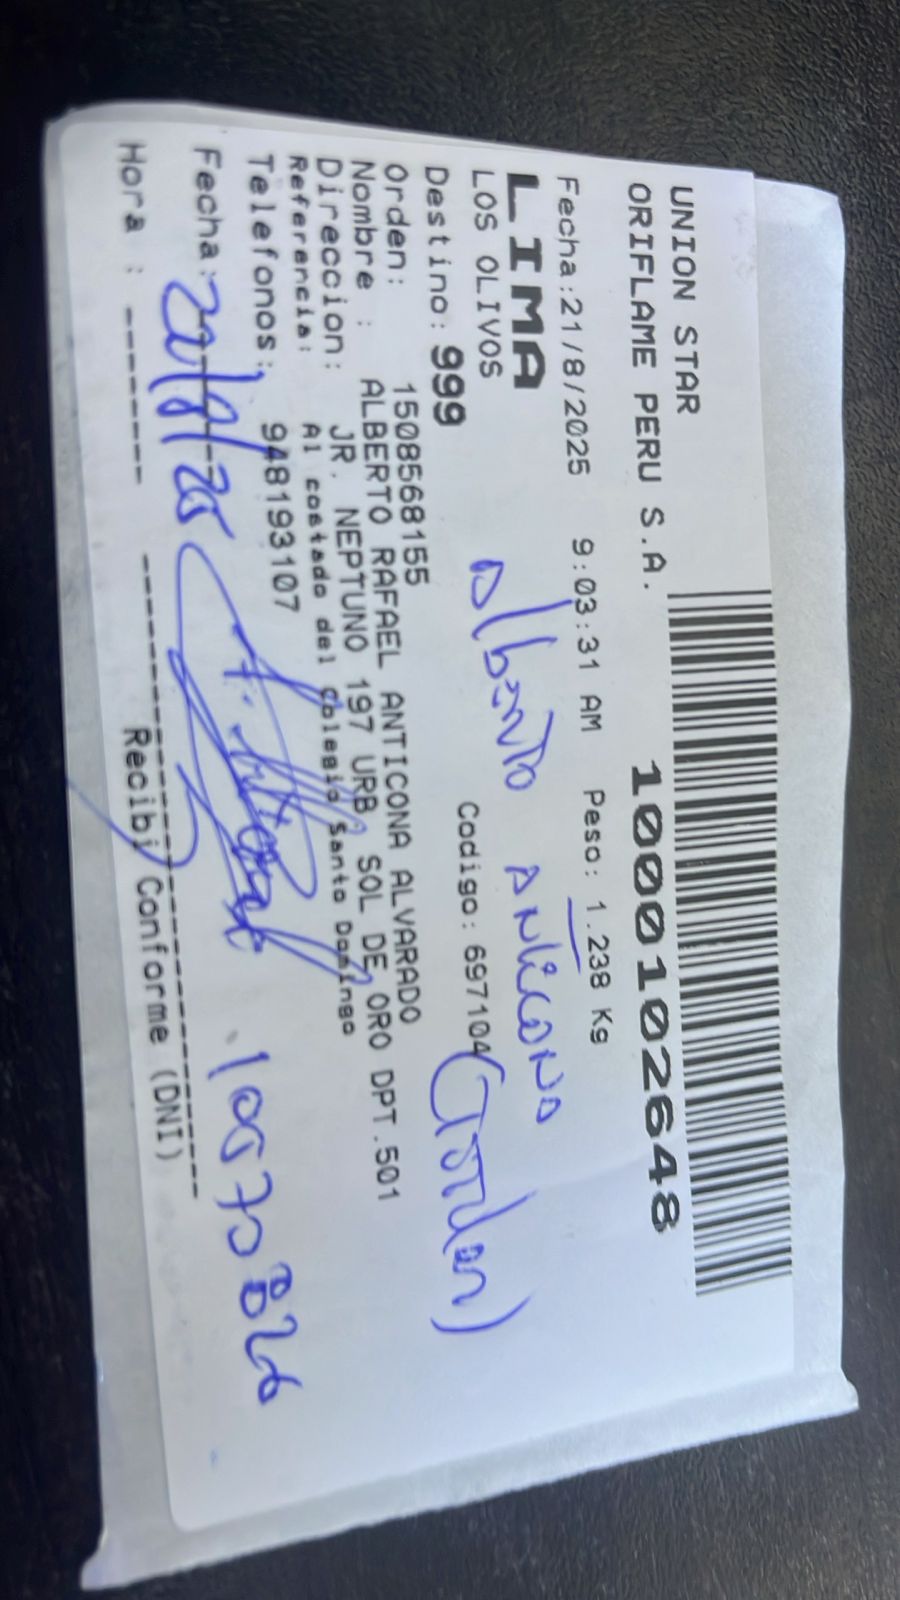 UNION STAR
ORIFLAME PERU S.A. 1000102648
Fecha:21/8/2025 9:03:31 AM Peso: 1.238 Kg
LIMA
LOS OLIVOS Alberto Anticona
Destino: 999 Codigo: 697104
Orden: 1508568155
Nombre : ALBERTO RAFAEL ANTICONA ALVARADO
Direccion: JR. NEPTUNO 197 URB SOL DE ORO DPT.501
Referencia: Al costado del Colegio Santo Domingo
Telefonos: 948193107
Fecha:
Hora : Recibi Conforme (DNI)